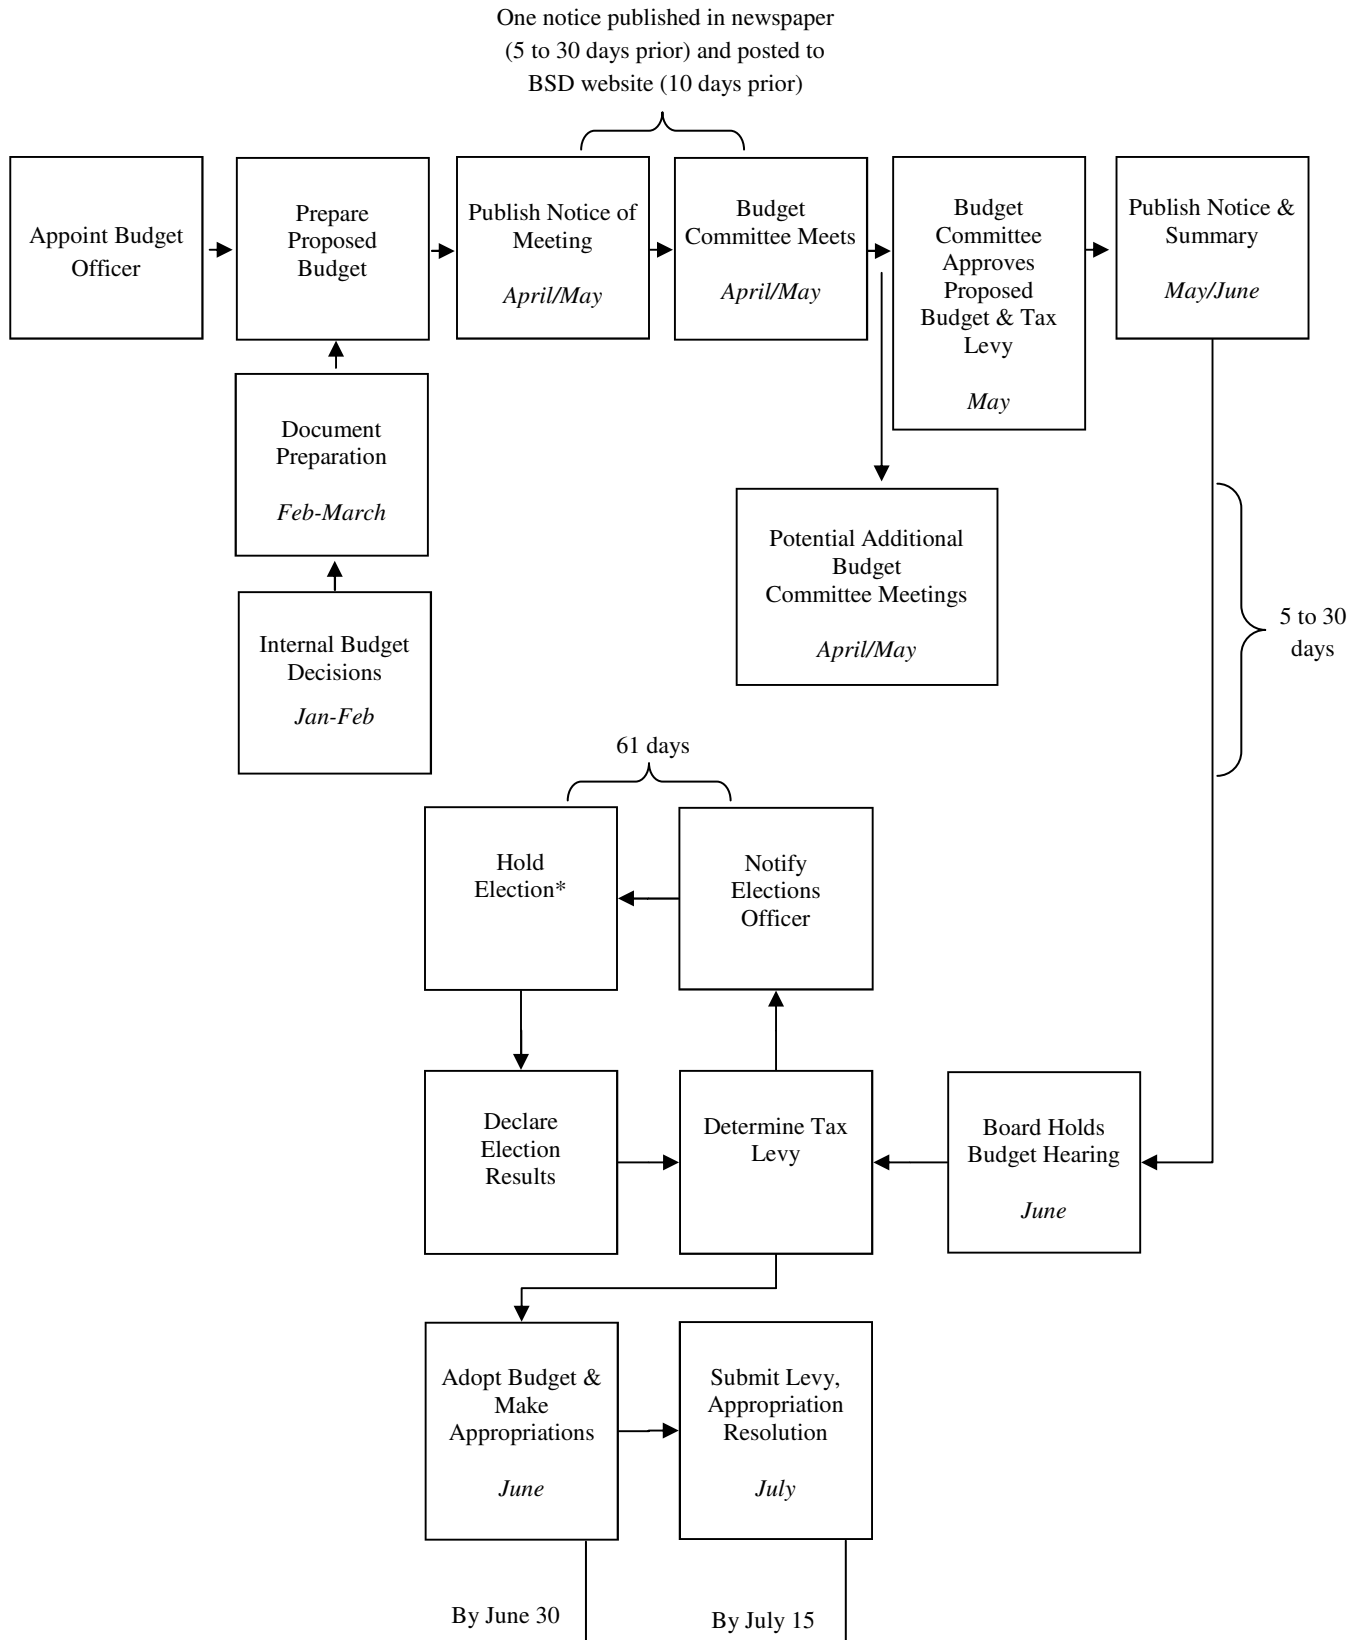 One notice published in newspaper
(5 to 30 days prior) and posted to
BSD website (10 days prior)
Appoint Budget
Officer
Prepare
Proposed
Budget
Publish Notice of
Meeting
April/May
Budget
Committee Meets
April/May
Budget
Committee
Approves
Proposed
Budget & Tax
Levy
May
Publish Notice &
Summary
May/June
Document
Preparation
Feb-March
Potential Additional
Budget
Committee Meetings
April/May
5 to 30
days
Internal Budget
Decisions
Jan-Feb
61 days
Hold
Election*
Notify
Elections
Officer
Declare
Election
Results
Determine Tax
Levy
Board Holds
Budget Hearing
June
Adopt Budget &
Make
Appropriations
June
Submit Levy,
Appropriation
Resolution
July
By June 30
By July 15